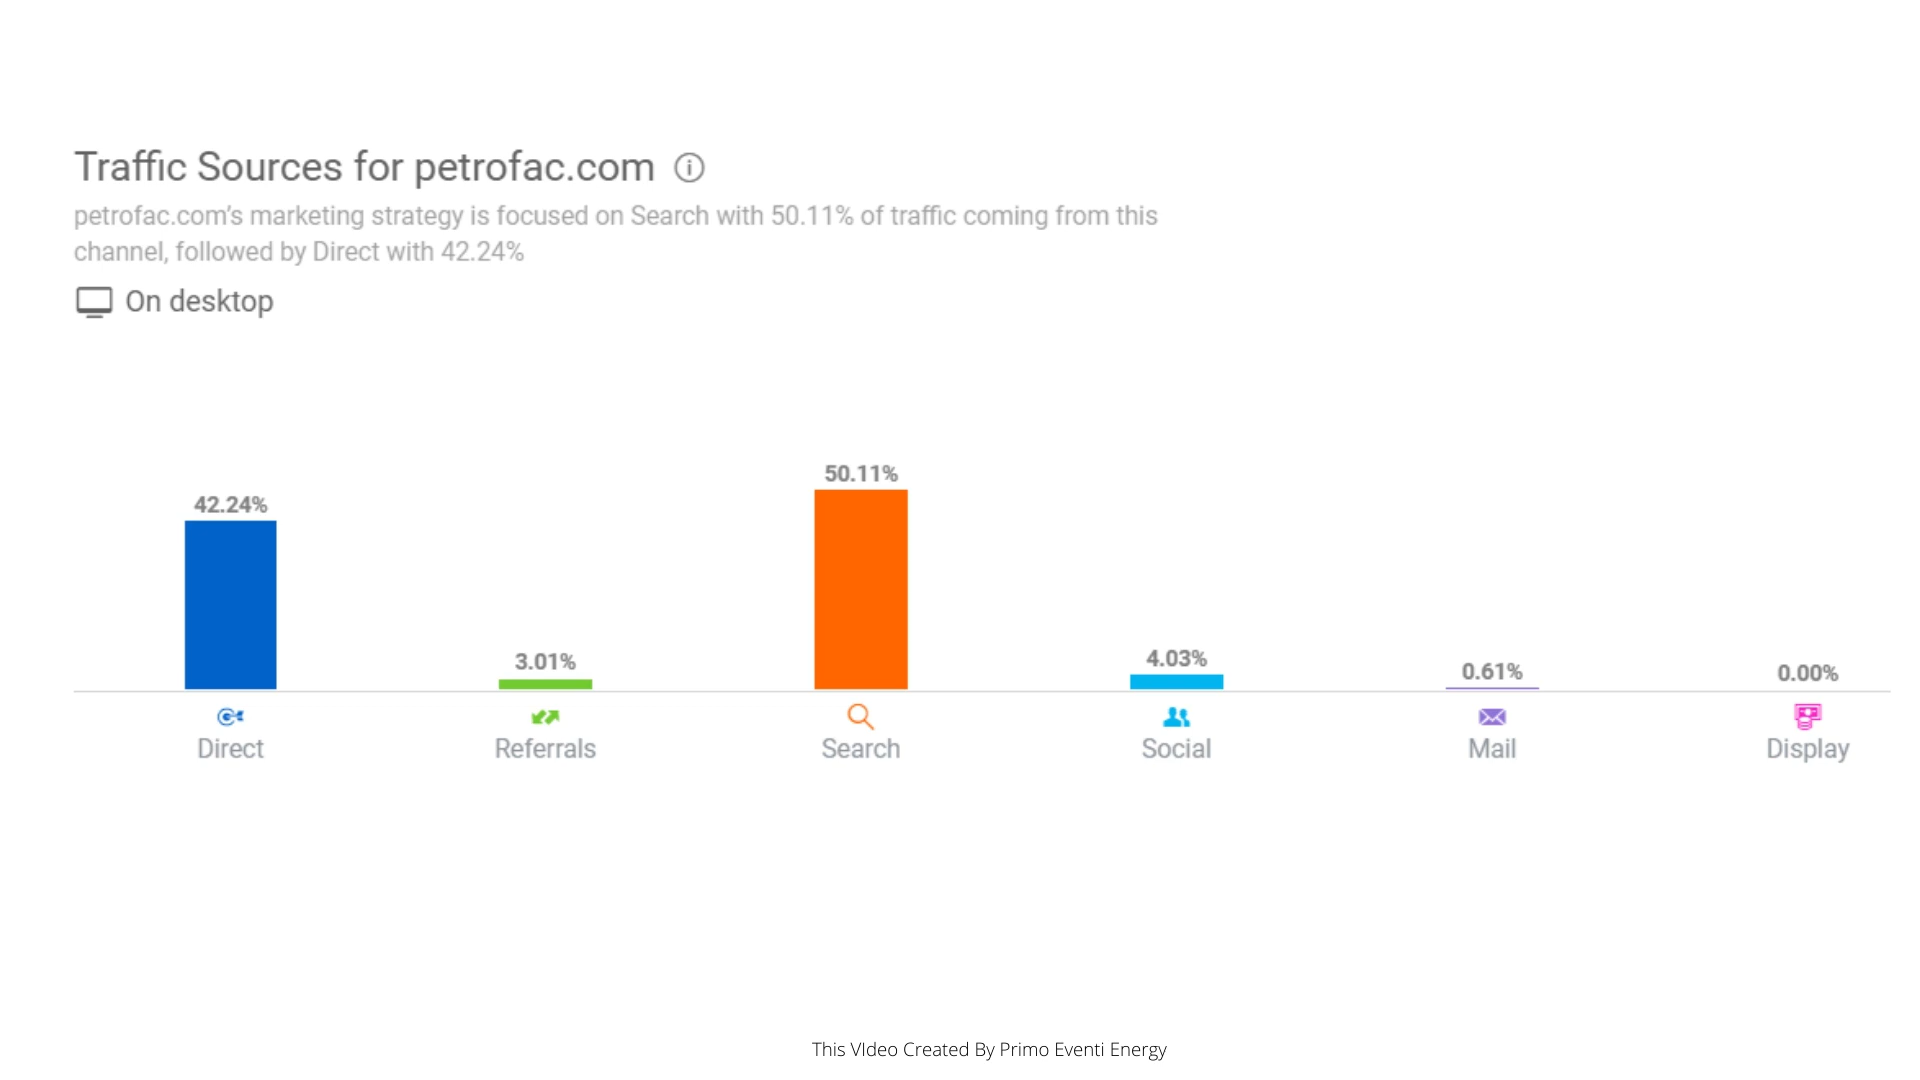 Traffic Sources for petrofac.com
petrofac.com's marketing strategy is focused on Search with 50.11% of traffic coming from this
channel, followed by Direct with 42.24%
On desktop
42.24%
3.01%
50.11%
4.03%
0.61%
0.00%
Direct
Referrals
Search
Social
Mail
Display
This VIdeo Created By Primo Eventi Energy